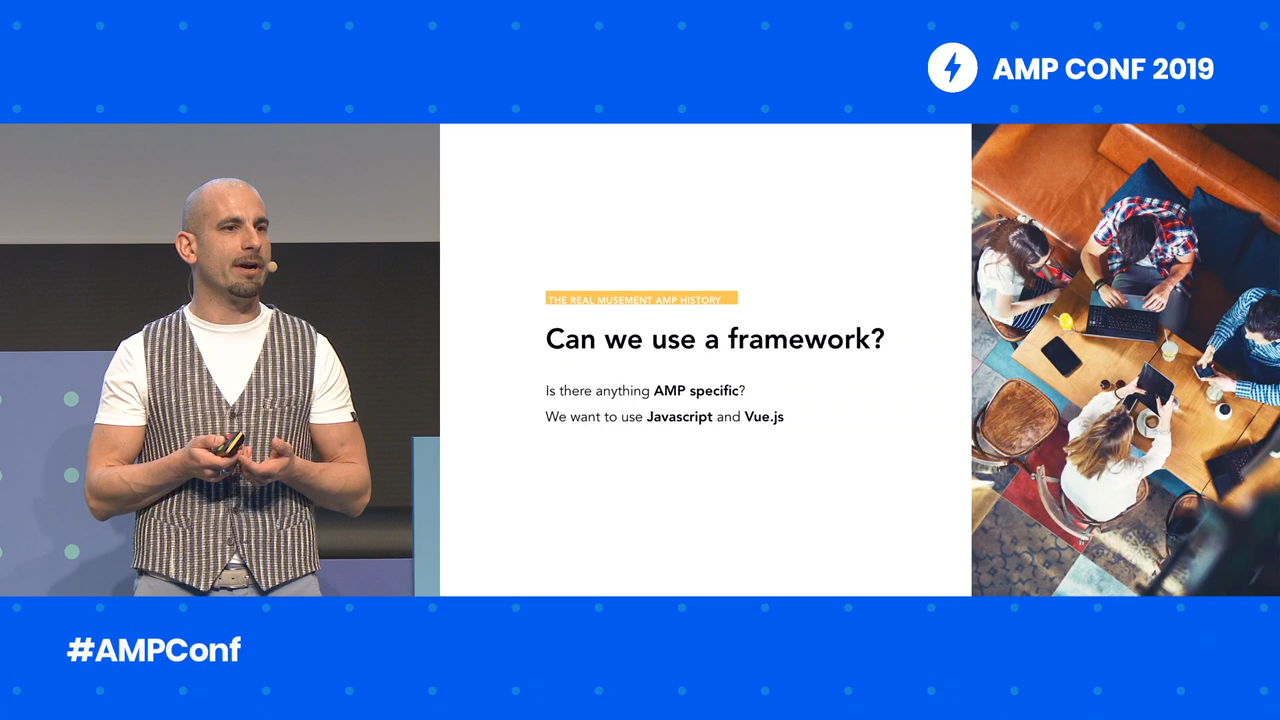 AMP CONF 2019
THE REAL MUSEMENT AMP HISTORY
Can we use a framework?
Is there anything AMP specific?
We want to use Javascript and Vue.js
#AMPConf